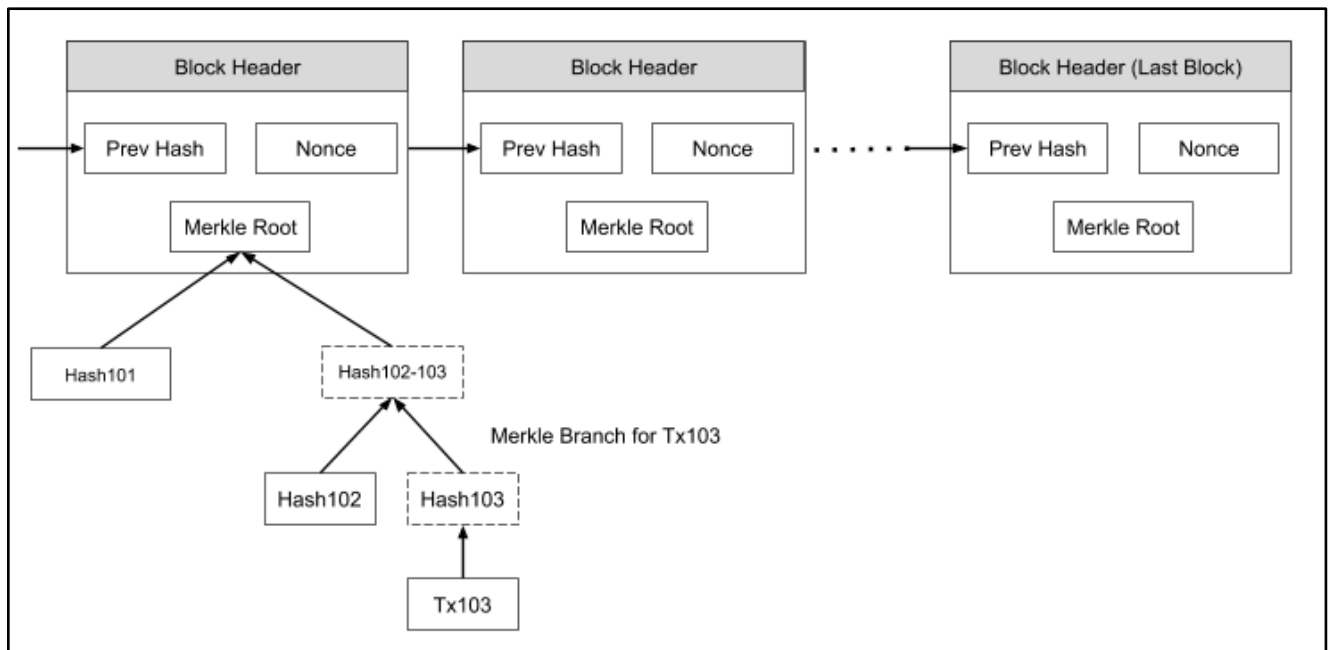 Block Header
Block Header
Block Header (Last Block)
Prev Hash
Nonce
Prev Hash
Nonce
Prev Hash
Nonce
Merkle Root
Merkle Root
Merkle Root
Hash101
Hash102-103
Merkle Branch for Tx103
Hash102
Hash103
Tx103